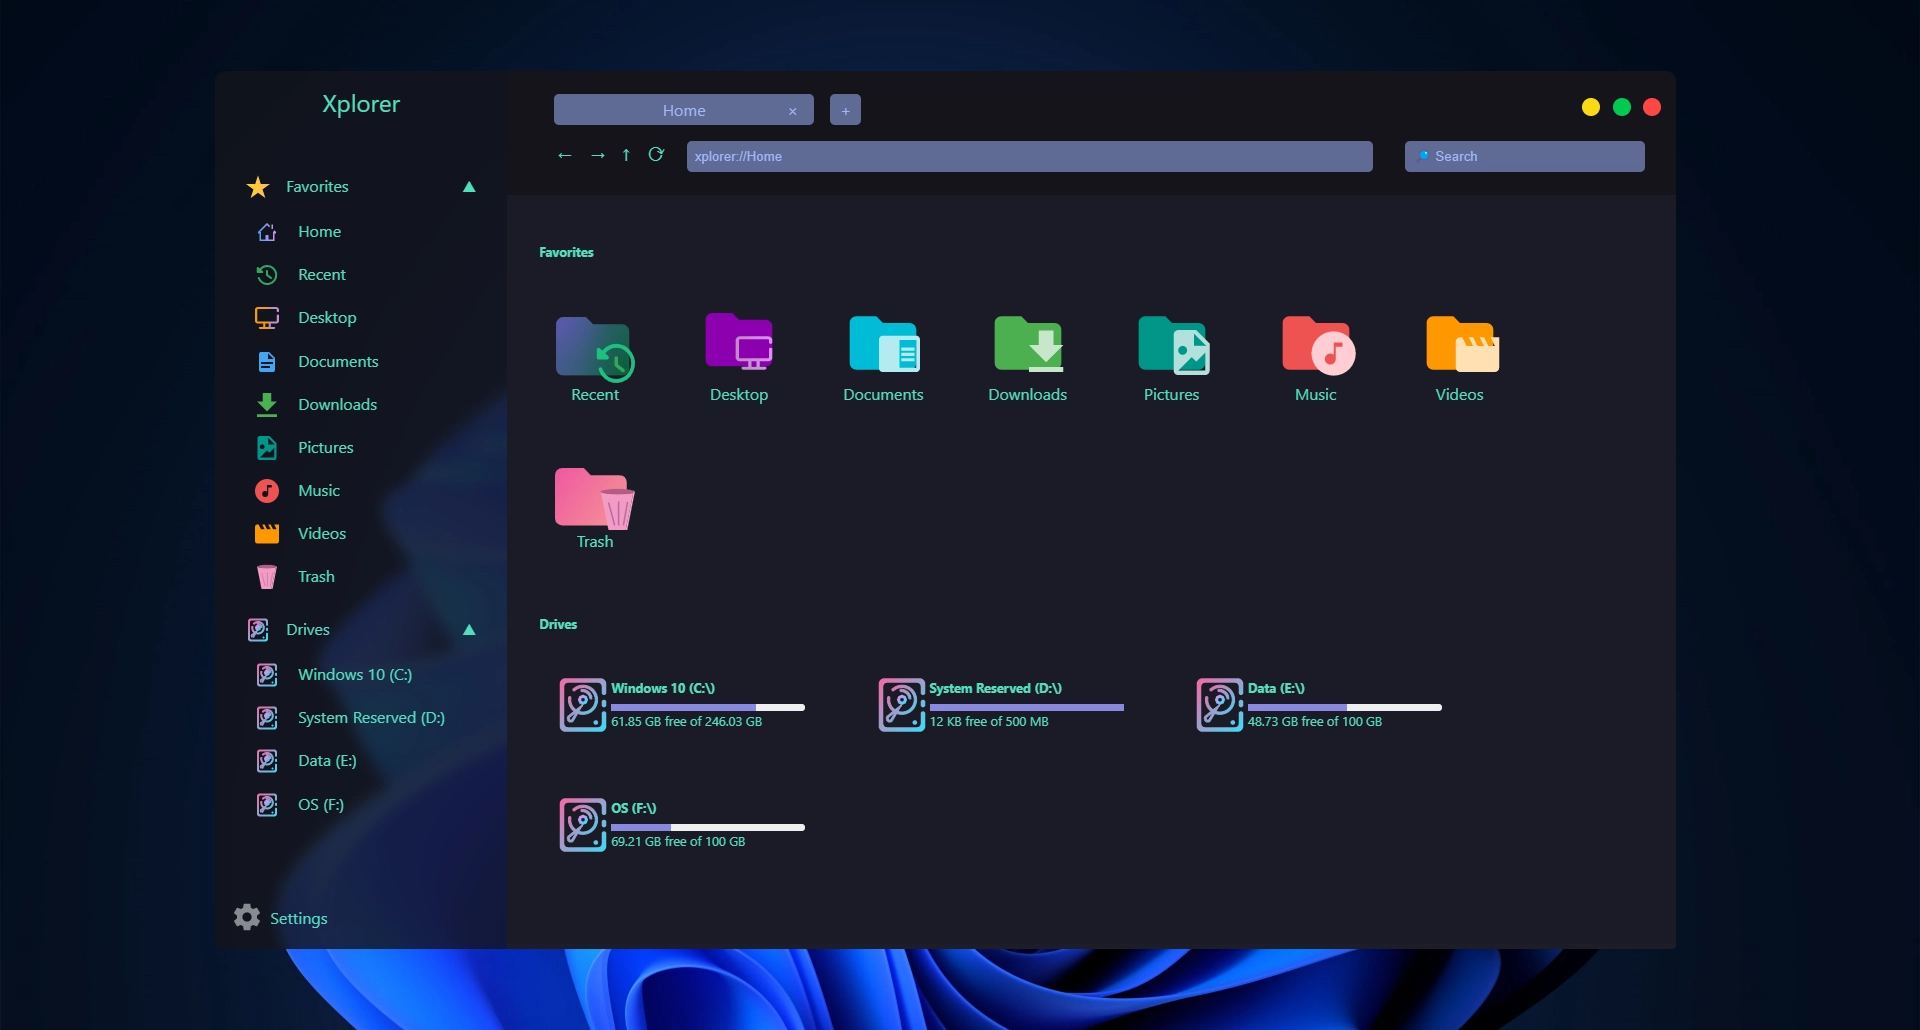 Xplorer
Favorites
Home
Recent
Desktop
Documents
Downloads
Pictures
Music
Videos
Trash
Drives
Windows 10 (C:)
System Reserved (D:)
Data (E:)
OS (F:)
Settings
Home × +
← → ↑ xplorer://Home Search
Favorites
Recent Desktop Documents Downloads Pictures Music Videos
Trash
Drives
Windows 10 (C:\) System Reserved (D:\) Data (E:\)
61.85 GB free of 246.03 GB 12 KB free of 500 MB 48.73 GB free of 100 GB
OS (F:\)
69.21 GB free of 100 GB